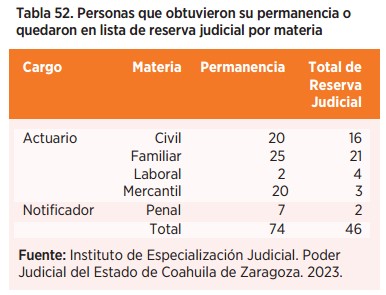 Tabla 52. Personas que obtuvieron su permanencia o
quedaron en lista de reserva judicial por materia
Cargo Materia Permanencia Total de
Reserva
Judicial
Actuario Civil 20 16
Familiar 25 21
Laboral 2 4
Mercantil 20 3
Notificador Penal 7 2
Total 74 46
Fuente: Instituto de Especialización Judicial. Poder
Judicial del Estado de Coahuila de Zaragoza. 2023.